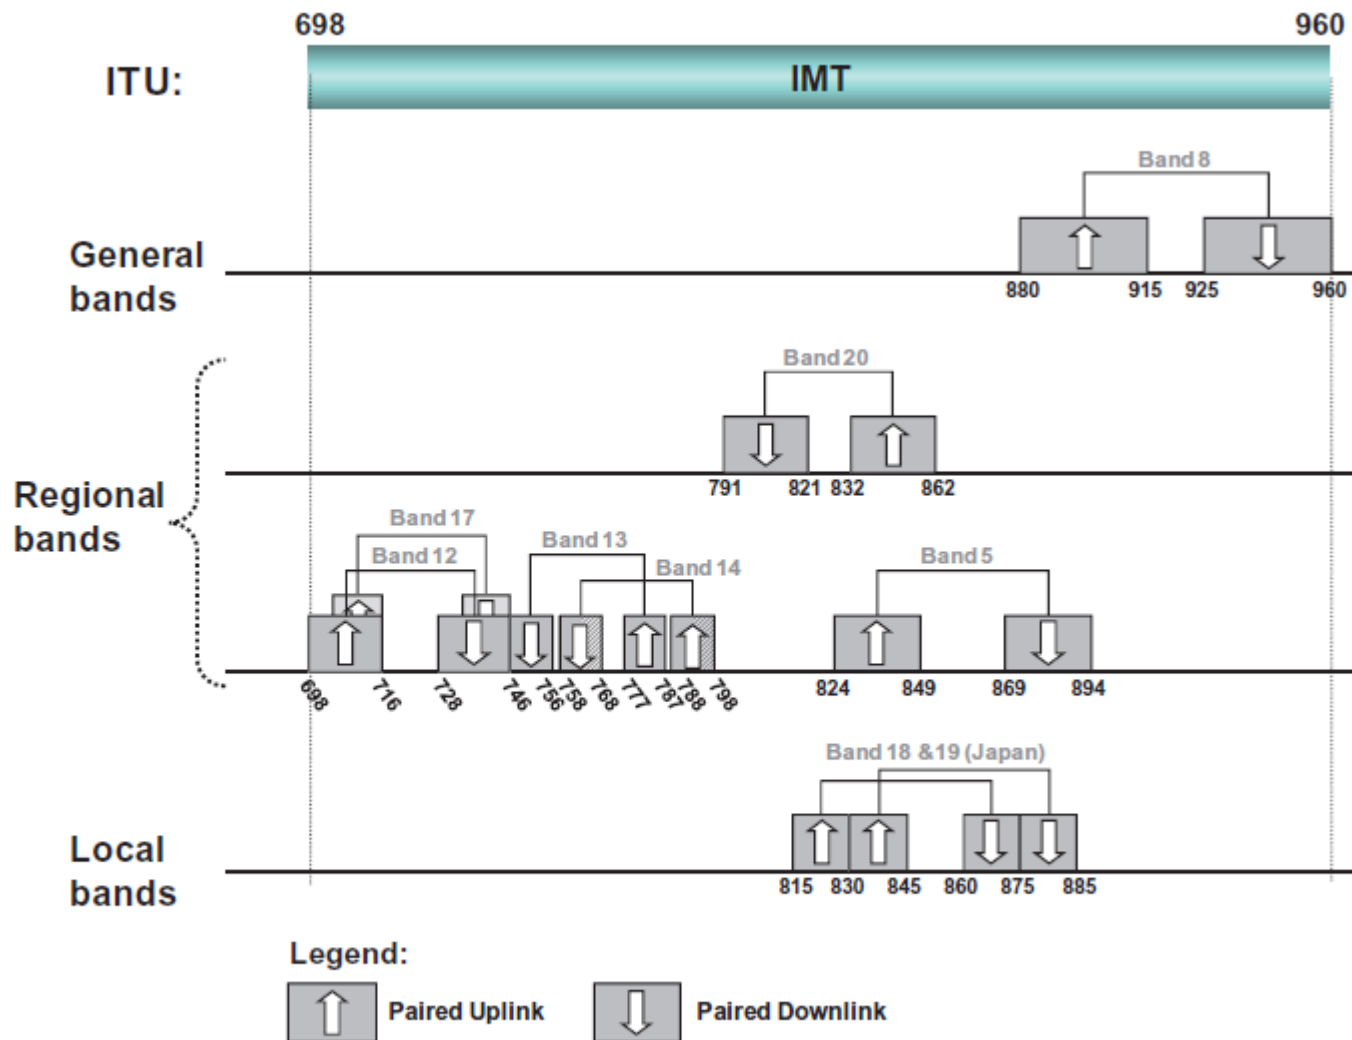 698 960
ITU: IMT
Band 8
General
bands
880 915 925 960
Band 20
791 821 832 862
Regional
bands
Band 17
Band 12
Band 13
Band 14
Band 5
698 716 728 746 756 758 768 777 787 788 798 824 849 869 894
Band 18 &19 (Japan)
Local
bands
815 830 845 860 875 885
Legend:
Paired Uplink Paired Downlink